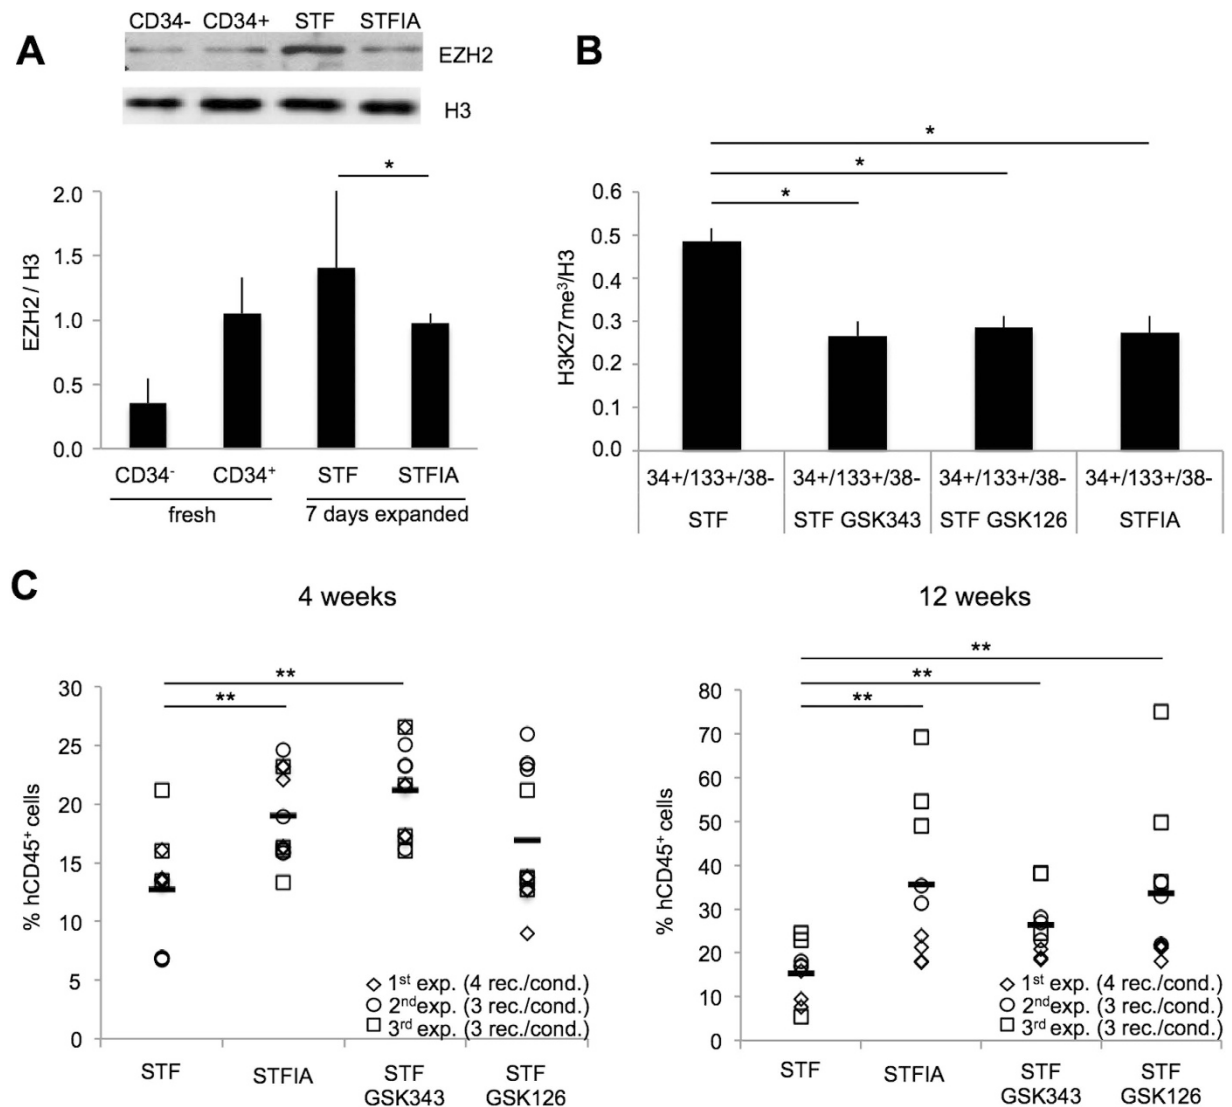 A
CD34- CD34+ STF STFIA
EZH2
H3
*
EZH2 / H3
2.0
1.5
1.0
0.5
0.0
CD34⁻ CD34⁺ STF STFIA
fresh 7 days expanded
B
*
*
*
H3K27me³/H3
0.6
0.5
0.4
0.3
0.2
0.1
0.0
34+/133+/38- 34+/133+/38- 34+/133+/38- 34+/133+/38-
STF STF GSK343 STF GSK126 STFIA
C
4 weeks
**
**
% hCD45⁺ cells
30
25
20
15
10
5
0
1st exp. (4 rec./cond.)
2nd exp. (3 rec./cond.)
3rd exp. (3 rec./cond.)
STF STFIA STF STF
GSK343 GSK126
12 weeks
**
**
**
% hCD45⁺ cells
80
70
60
50
40
30
20
10
0
1st exp. (4 rec./cond.)
2nd exp. (3 rec./cond.)
3rd exp. (3 rec./cond.)
STF STFIA STF STF
GSK343 GSK126